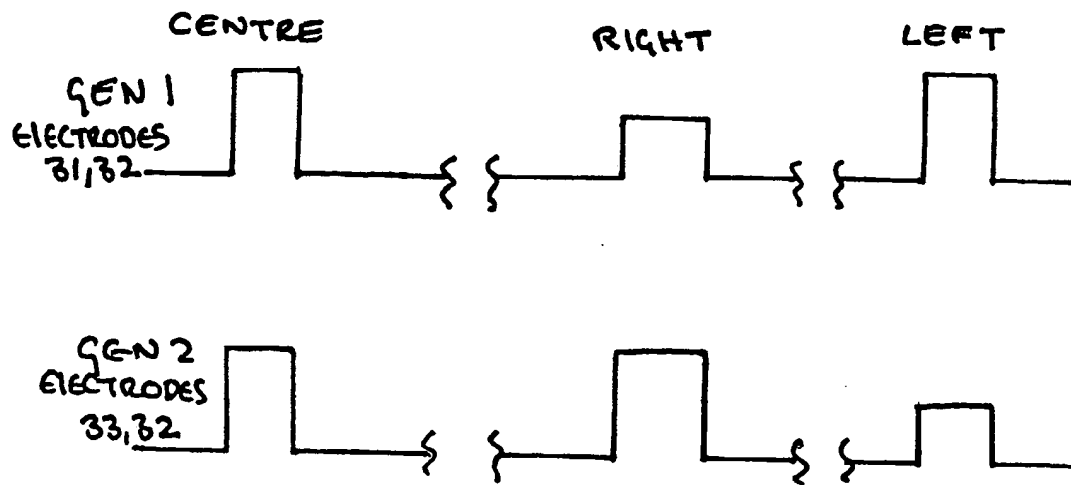 CENTRE
RIGHT
LEFT
GEN 1
ELECTRODES
31,32
GEN 2
ELECTRODES
33,32